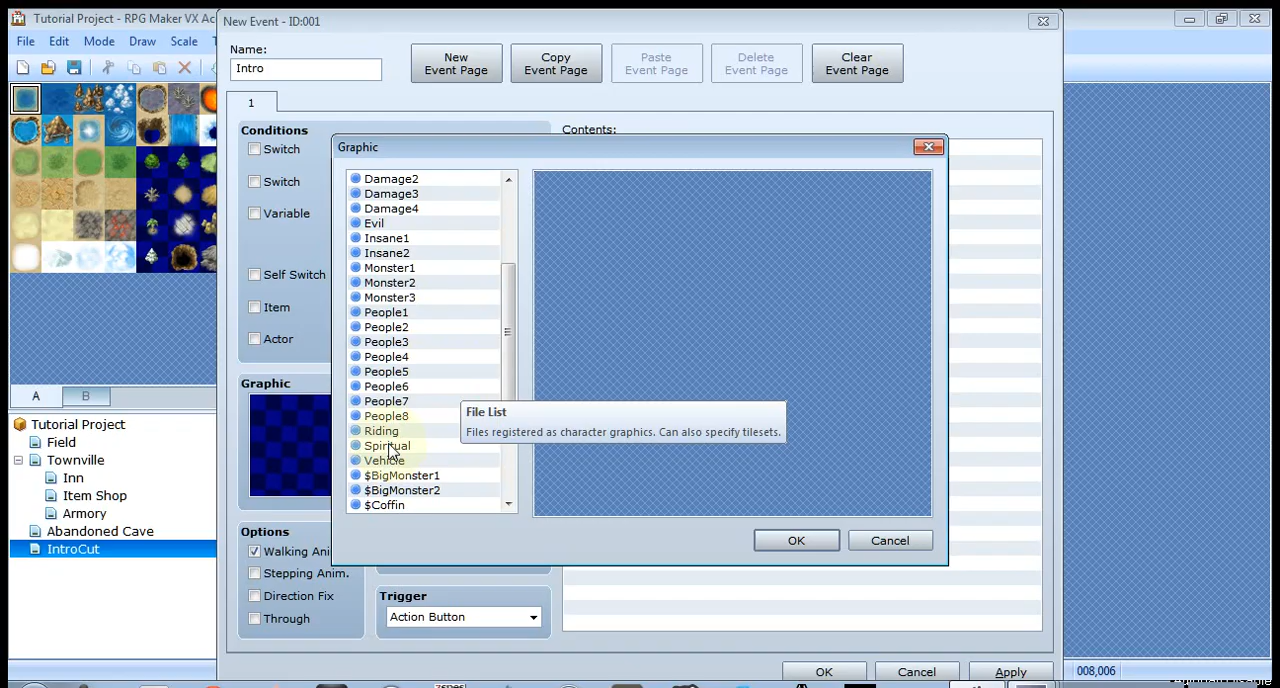 Tutorial Project - RPG Maker VX Ac
New Event - ID:001
File Edit Mode Draw Scale T
Name:
Intro
New Event Page
Copy Event Page
Paste Event Page
Delete Event Page
Clear Event Page
1
Conditions
Contents:
Switch
Switch
Variable
Self Switch
Item
Actor
Graphic
Damage2
Damage3
Damage4
Evil
Insane1
Insane2
Monster1
Monster2
Monster3
People1
People2
People3
People4
People5
People6
People7
People8
Riding
Spiritual
Vehicle
$BigMonster1
$BigMonster2
$Coffin
File List
Files registered as character graphics. Can also specify tilesets.
OK
Cancel
A B
Tutorial Project
Field
Townville
Inn
Item Shop
Armory
Abandoned Cave
IntroCut
Graphic
Options
Walking Ani
Stepping Anim.
Direction Fix
Through
Trigger
Action Button
OK
Cancel
Apply
008,006